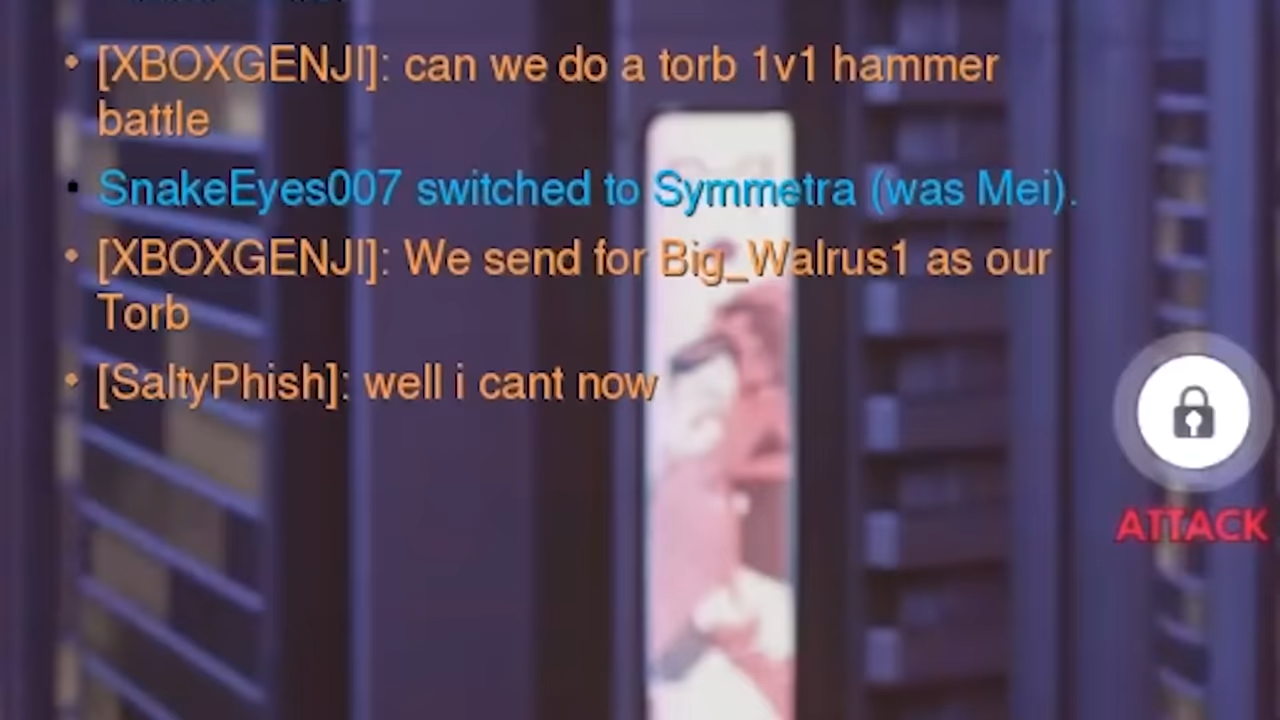 • [XBOXGENJI]: can we do a torb 1v1 hammer
battle
• SnakeEyes007 switched to Symmetra (was Mei).
• [XBOXGENJI]: We send for Big_Walrus1 as our
Torb
• [SaltyPhish]: well i cant now
ATTACK